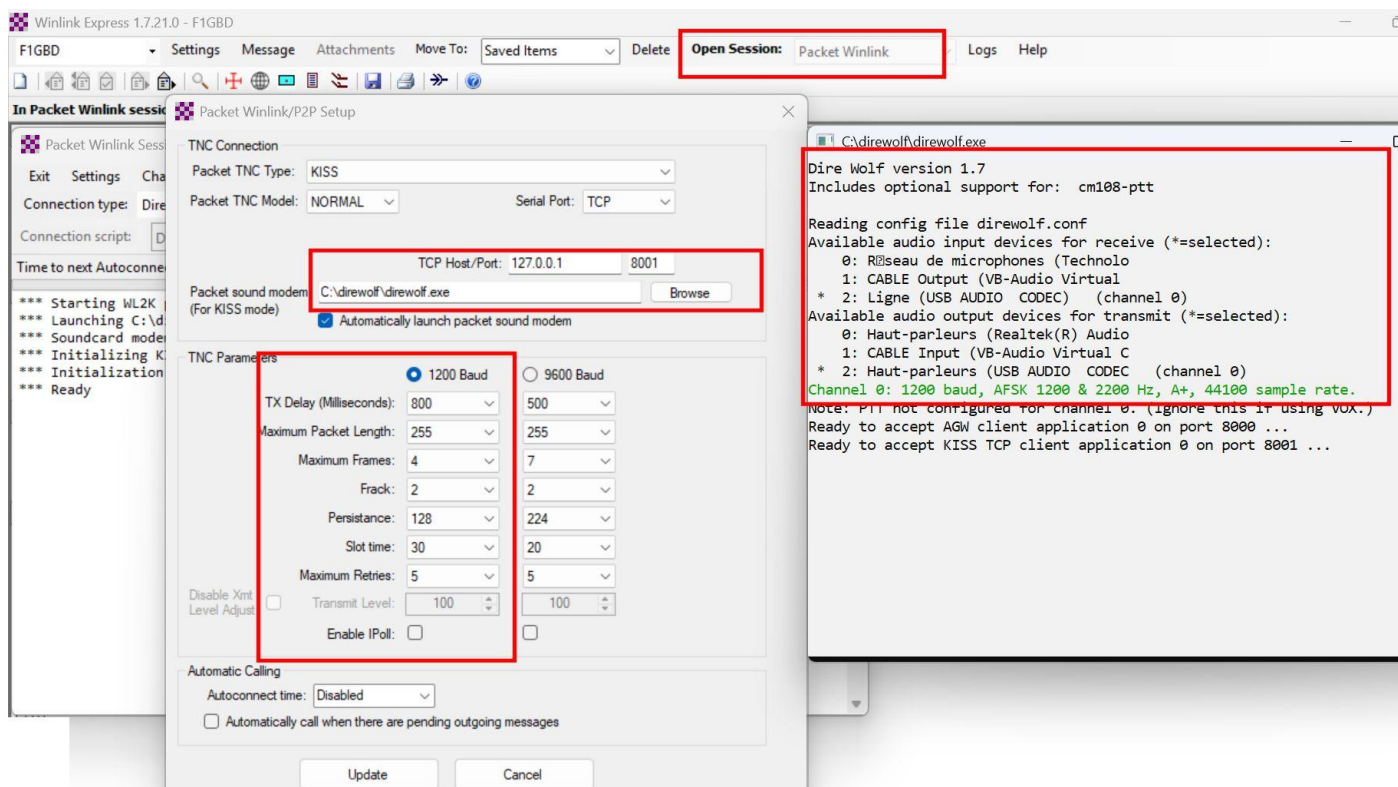 Winlink Express 1.7.21.0 - F1GBD
F1GBD Settings Message Attachments Move To: Saved Items Delete Open Session: Packet Winlink Logs Help
In Packet Winlink sessio
Packet Winlink Sess
Exit Settings Cha
Connection type: Dire
Connection script: D
Time to next Autoconne
*** Starting WL2K p
*** Launching C:\d
*** Soundcard mode
*** Initializing K
*** Initialization
*** Ready
Packet Winlink/P2P Setup
TNC Connection
Packet TNC Type: KISS
Packet TNC Model: NORMAL Serial Port: TCP
TCP Host/Port: 127.0.0.1 8001
Packet sound modem C:\direwolf\direwolf.exe Browse
(For KISS mode)
Automatically launch packet sound modem
TNC Parameters
1200 Baud 9600 Baud
TX Delay (Milliseconds): 800 500
Maximum Packet Length: 255 255
Maximum Frames: 4 7
Frack: 2 2
Persistance: 128 224
Slot time: 30 20
Maximum Retries: 5 5
Disable Xmt
Level Adjust Transmit Level: 100 100
Enable IPoll:
Automatic Calling
Autoconnect time: Disabled
Automatically call when there are pending outgoing messages
Update Cancel
C:\direwolf\direwolf.exe
Dire Wolf version 1.7
Includes optional support for: cm108-ptt
Reading config file direwolf.conf
Available audio input devices for receive (*=selected):
0: R�seau de microphones (Technolo
1: CABLE Output (VB-Audio Virtual
* 2: Ligne (USB AUDIO CODEC) (channel 0)
Available audio output devices for transmit (*=selected):
0: Haut-parleurs (Realtek(R) Audio
1: CABLE Input (VB-Audio Virtual C
* 2: Haut-parleurs (USB AUDIO CODEC (channel 0)
Channel 0: 1200 baud, AFSK 1200 & 2200 Hz, A+, 44100 sample rate.
Note: PTT not configured for channel 0. (Ignore this if using VOX.)
Ready to accept AGW client application 0 on port 8000 ...
Ready to accept KISS TCP client application 0 on port 8001 ...